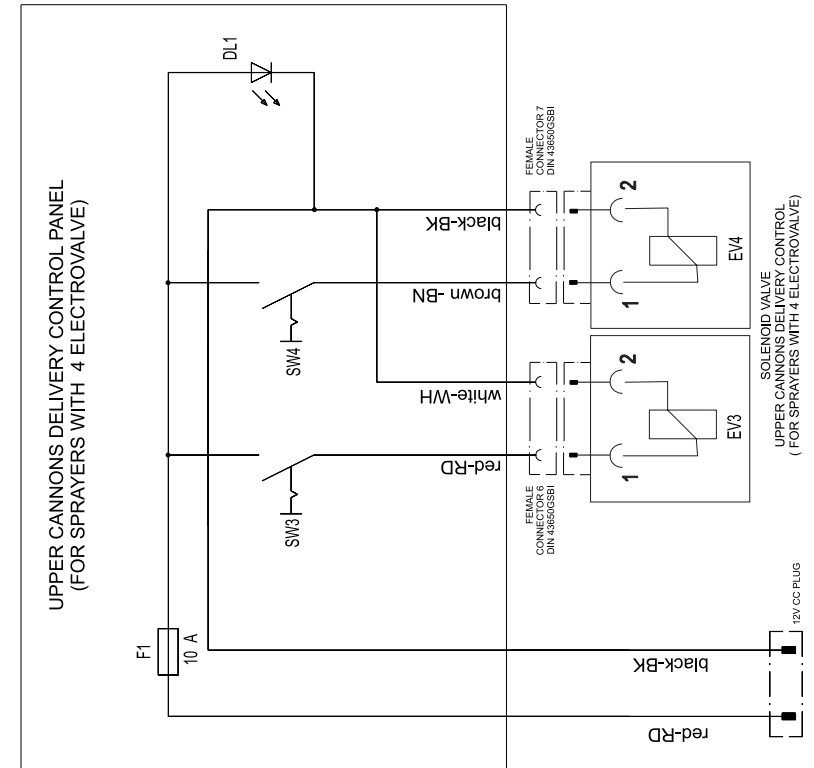 UPPER CANNONS DELIVERY CONTROL PANEL
(FOR SPRAYERS WITH 4 ELECTROVALVE)
DL1
FEMALE
CONNECTOR 7
DIN 43650GSBI
black-BK
2
EV4
brown- BN
1
SW4
SOLENOID VALVE
UPPER CANNONS DELIVERY CONTROL
( FOR SPRAYERS WITH 4 ELECTROVALVE)
white-WH
2
EV3
red-RD
1
SW3
FEMALE
CONNECTOR 6
DIN 43650GSBI
F1
10 A
12V CC PLUG
black-BK
red-RD